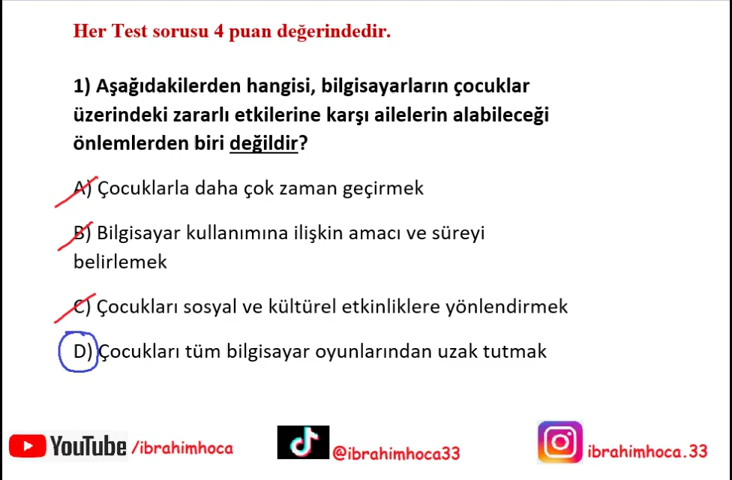 Her Test sorusu 4 puan değerindedir.
1) Aşağıdakilerden hangisi, bilgisayarların çocuklar
üzerindeki zararlı etkilerine karşı ailelerin alabileceği
önlemlerden biri değildir?
A) Çocuklarla daha çok zaman geçirmek
B) Bilgisayar kullanımına ilişkin amacı ve süreyi
belirlemek
C) Çocukları sosyal ve kültürel etkinliklere yönlendirmek
D) Çocukları tüm bilgisayar oyunlarından uzak tutmak
YouTube /ibrahimhoca
@ibrahimhoca33
ibrahimhoca.33